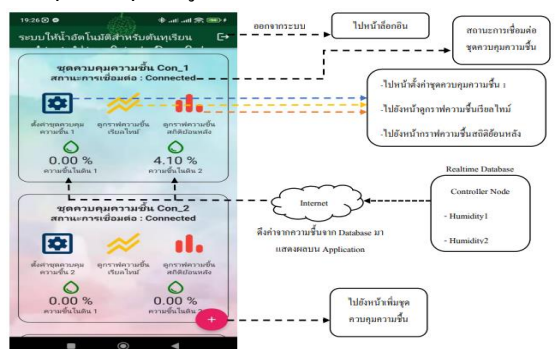 19:26
ระบบให้น้ำอัตโนมัติสำหรับต้นทุเรียน
ชุดควบคุมความชื้น Con_1
สถานะการเชื่อมต่อ : Connected
ตั้งค่าชุดควบคุม
ความชื้น 1
ดูกราฟความชื้น
เรียลไทม์
ดูกราฟความชื้น
สถิติย้อนหลัง
0.00 %
ความชื้นในดิน 1
4.10 %
ความชื้นในดิน 2
ชุดควบคุมความชื้น Con_2
สถานะการเชื่อมต่อ : Connected
ตั้งค่าชุดควบคุม
ความชื้น 2
ดูกราฟความชื้น
เรียลไทม์
ดูกราฟความชื้น
สถิติย้อนหลัง
0.00 %
ความชื้นในดิน 1
0.00 %
ความชื้นในดิน 2
+
ออกจากระบบ
ไปหน้าล็อกอิน
สถานะการเชื่อมต่อ
ชุดควบคุมความชื้น
-ไปหน้าตั้งค่าชุดควบคุมความชื้น 1
-ไปยังหน้าดูกราฟความชื้นเรียลไทม์
-ไปยังหน้ากราฟความชื้นสถิติย้อนหลัง
Realtime Database
Controller Node
- Humidity1
- Humidity2
Internet
ดึงค่าจากความชื้นจาก Database มา
แสดงผลบน Application
ไปยังหน้าเพิ่มชุด
ควบคุมความชื้น